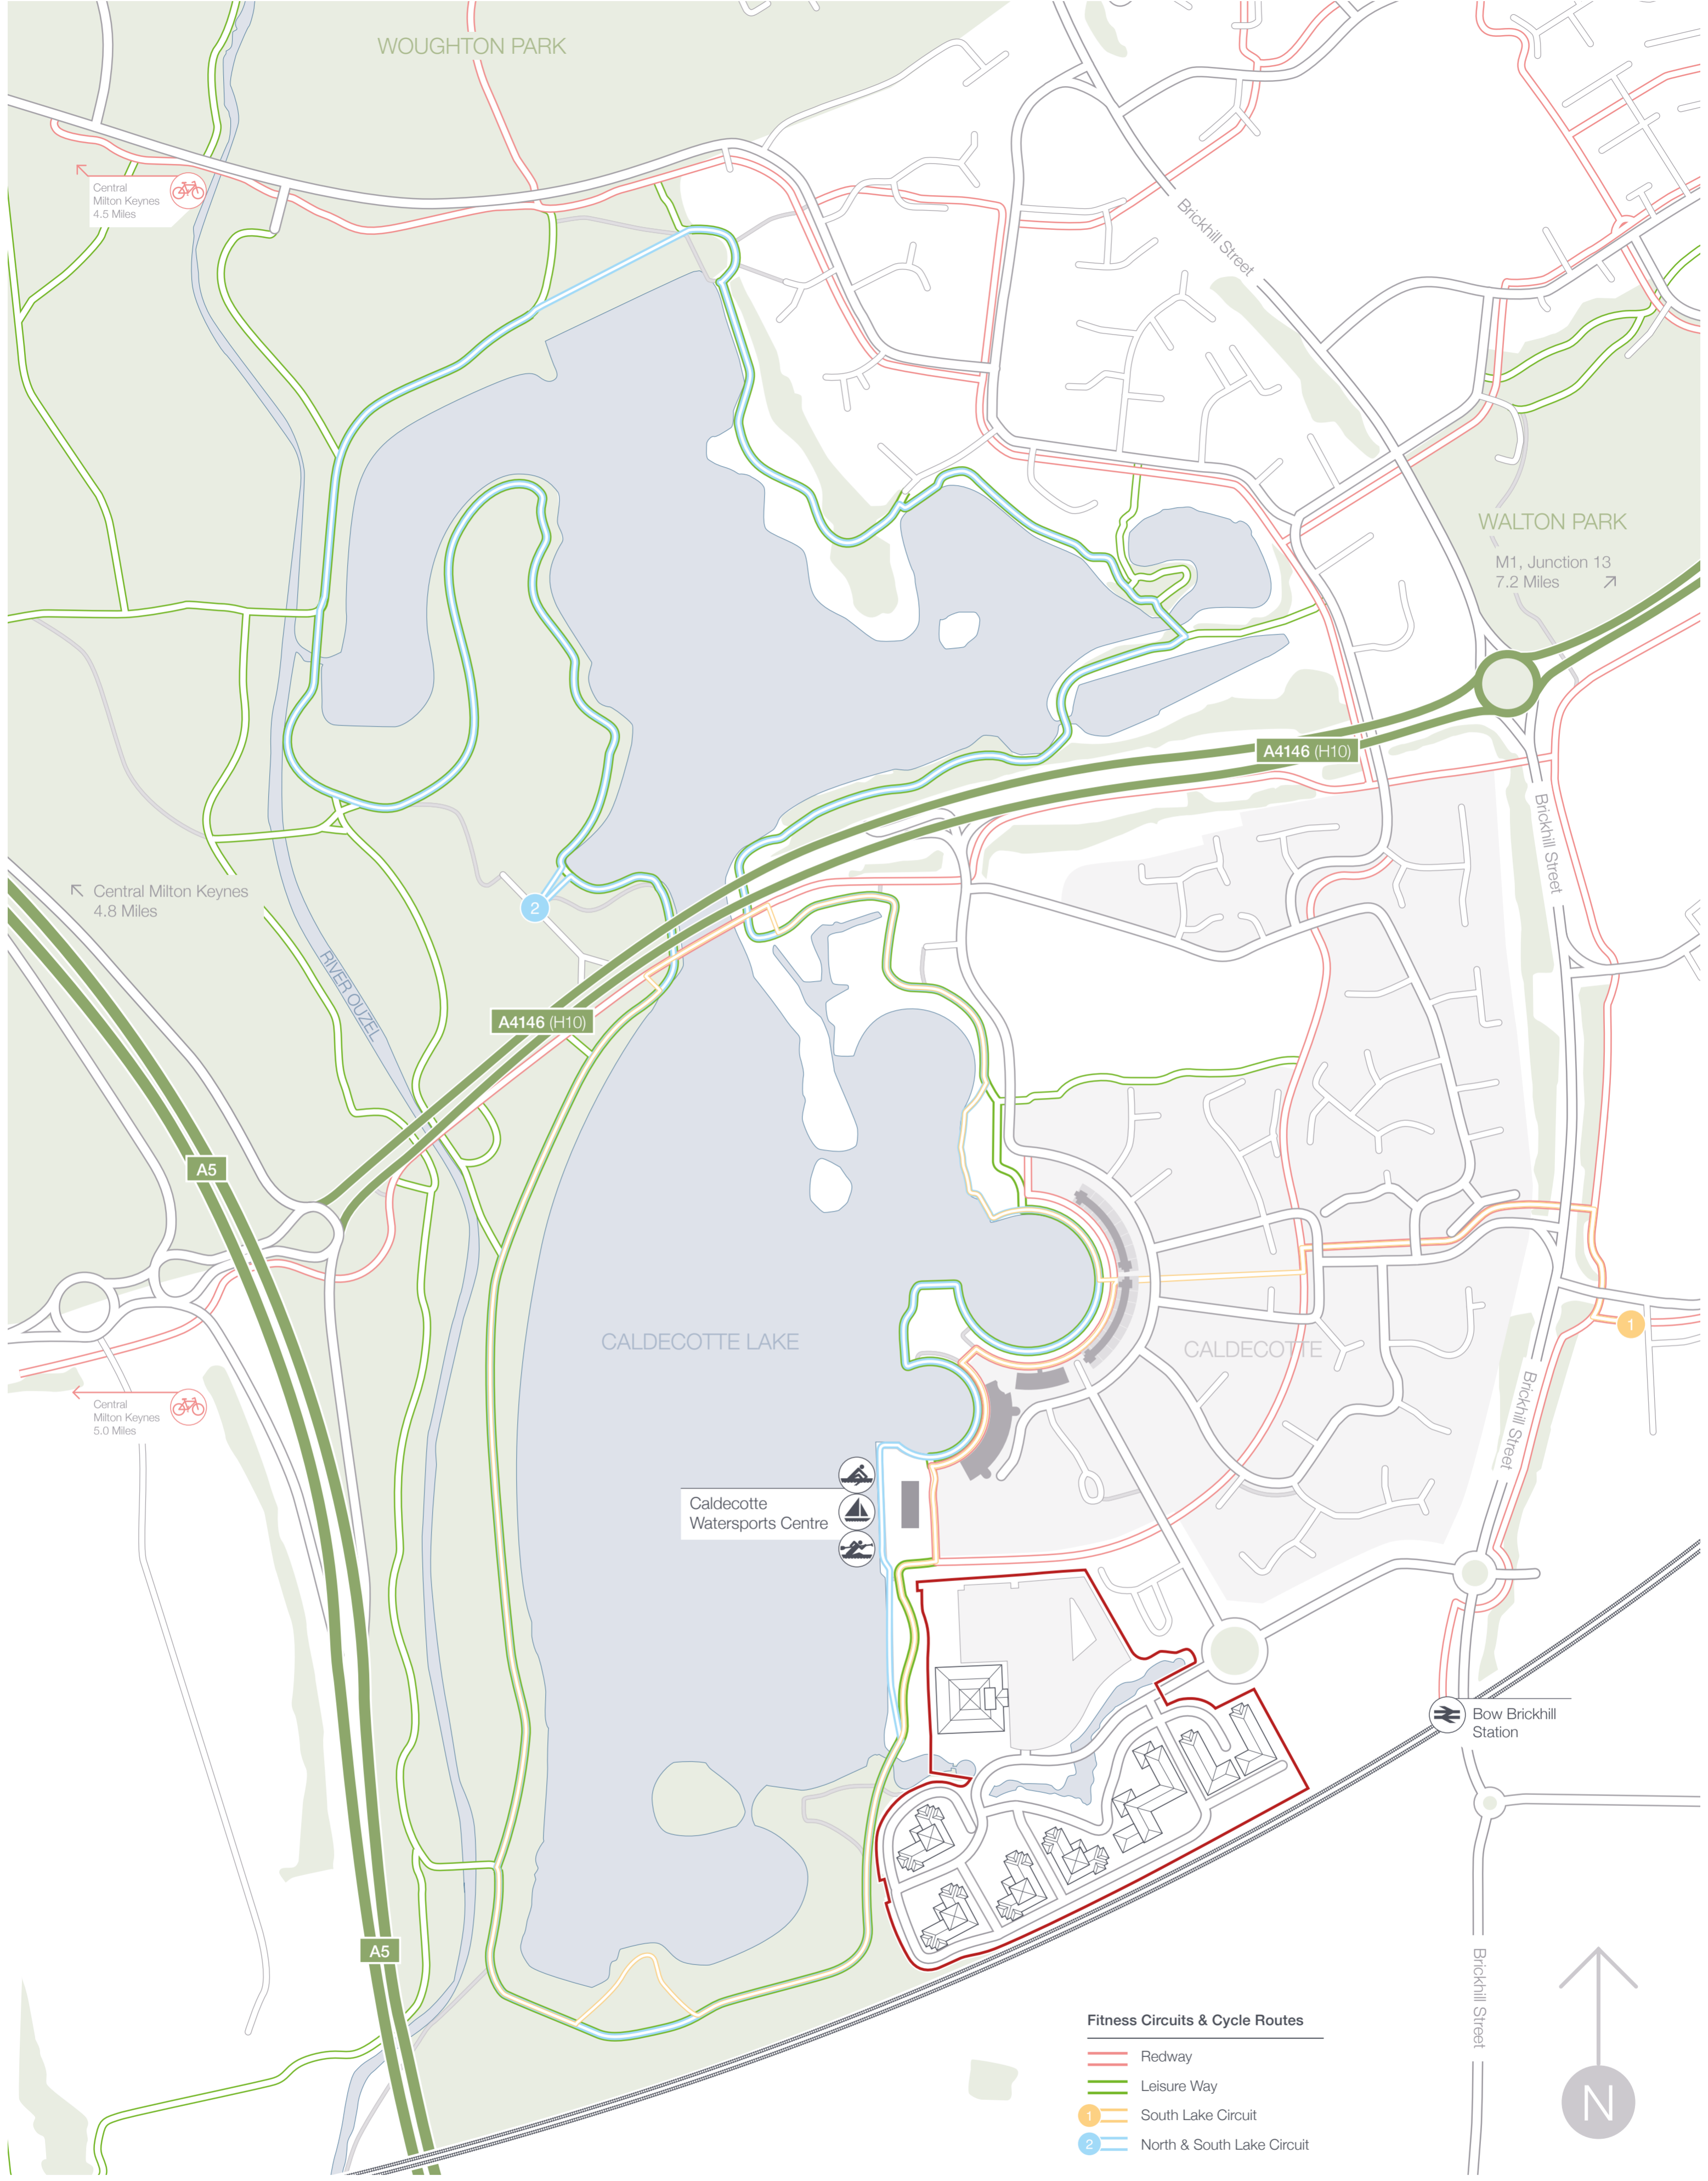 WOUGHTON PARK
Central
Milton Keynes
4.5 Miles
Brickhill Street
WALTON PARK
M1, Junction 13
7.2 Miles
A4146 (H10)
Brickhill Street
Central Milton Keynes
4.8 Miles
2
RIVER OUZEL
A4146 (H10)
A5
CALDECOTTE LAKE
CALDECOTTE
1
Brickhill Street
Central
Milton Keynes
5.0 Miles
Caldecotte
Watersports Centre
Bow Brickhill
Station
A5
Brickhill Street
Fitness Circuits & Cycle Routes
Redway
Leisure Way
1 South Lake Circuit
2 North & South Lake Circuit
N